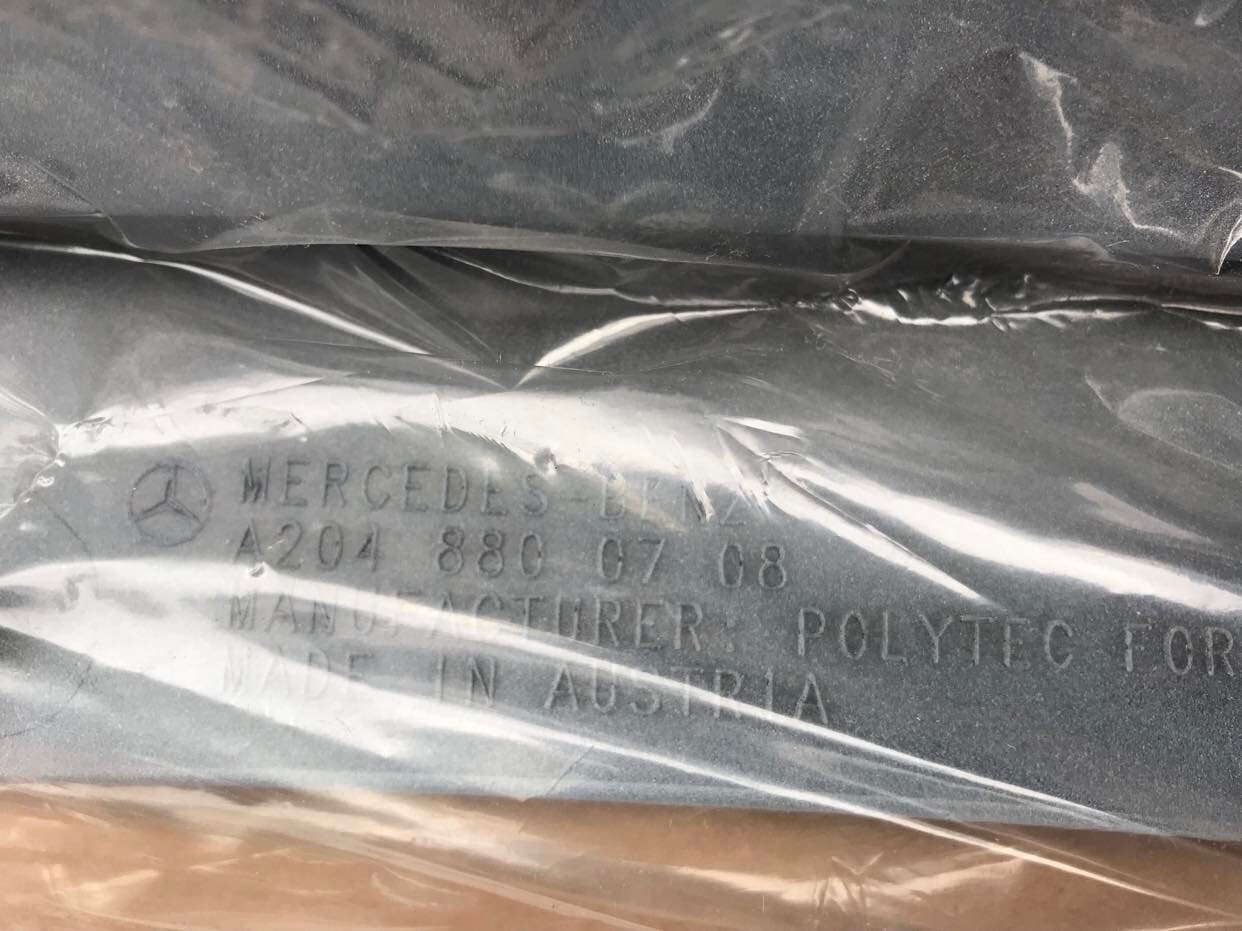 MERCEDES-BENZ
A204 880 07 08
MANUFACTURER: POLYTEC FOR
MADE IN AUSTRIA